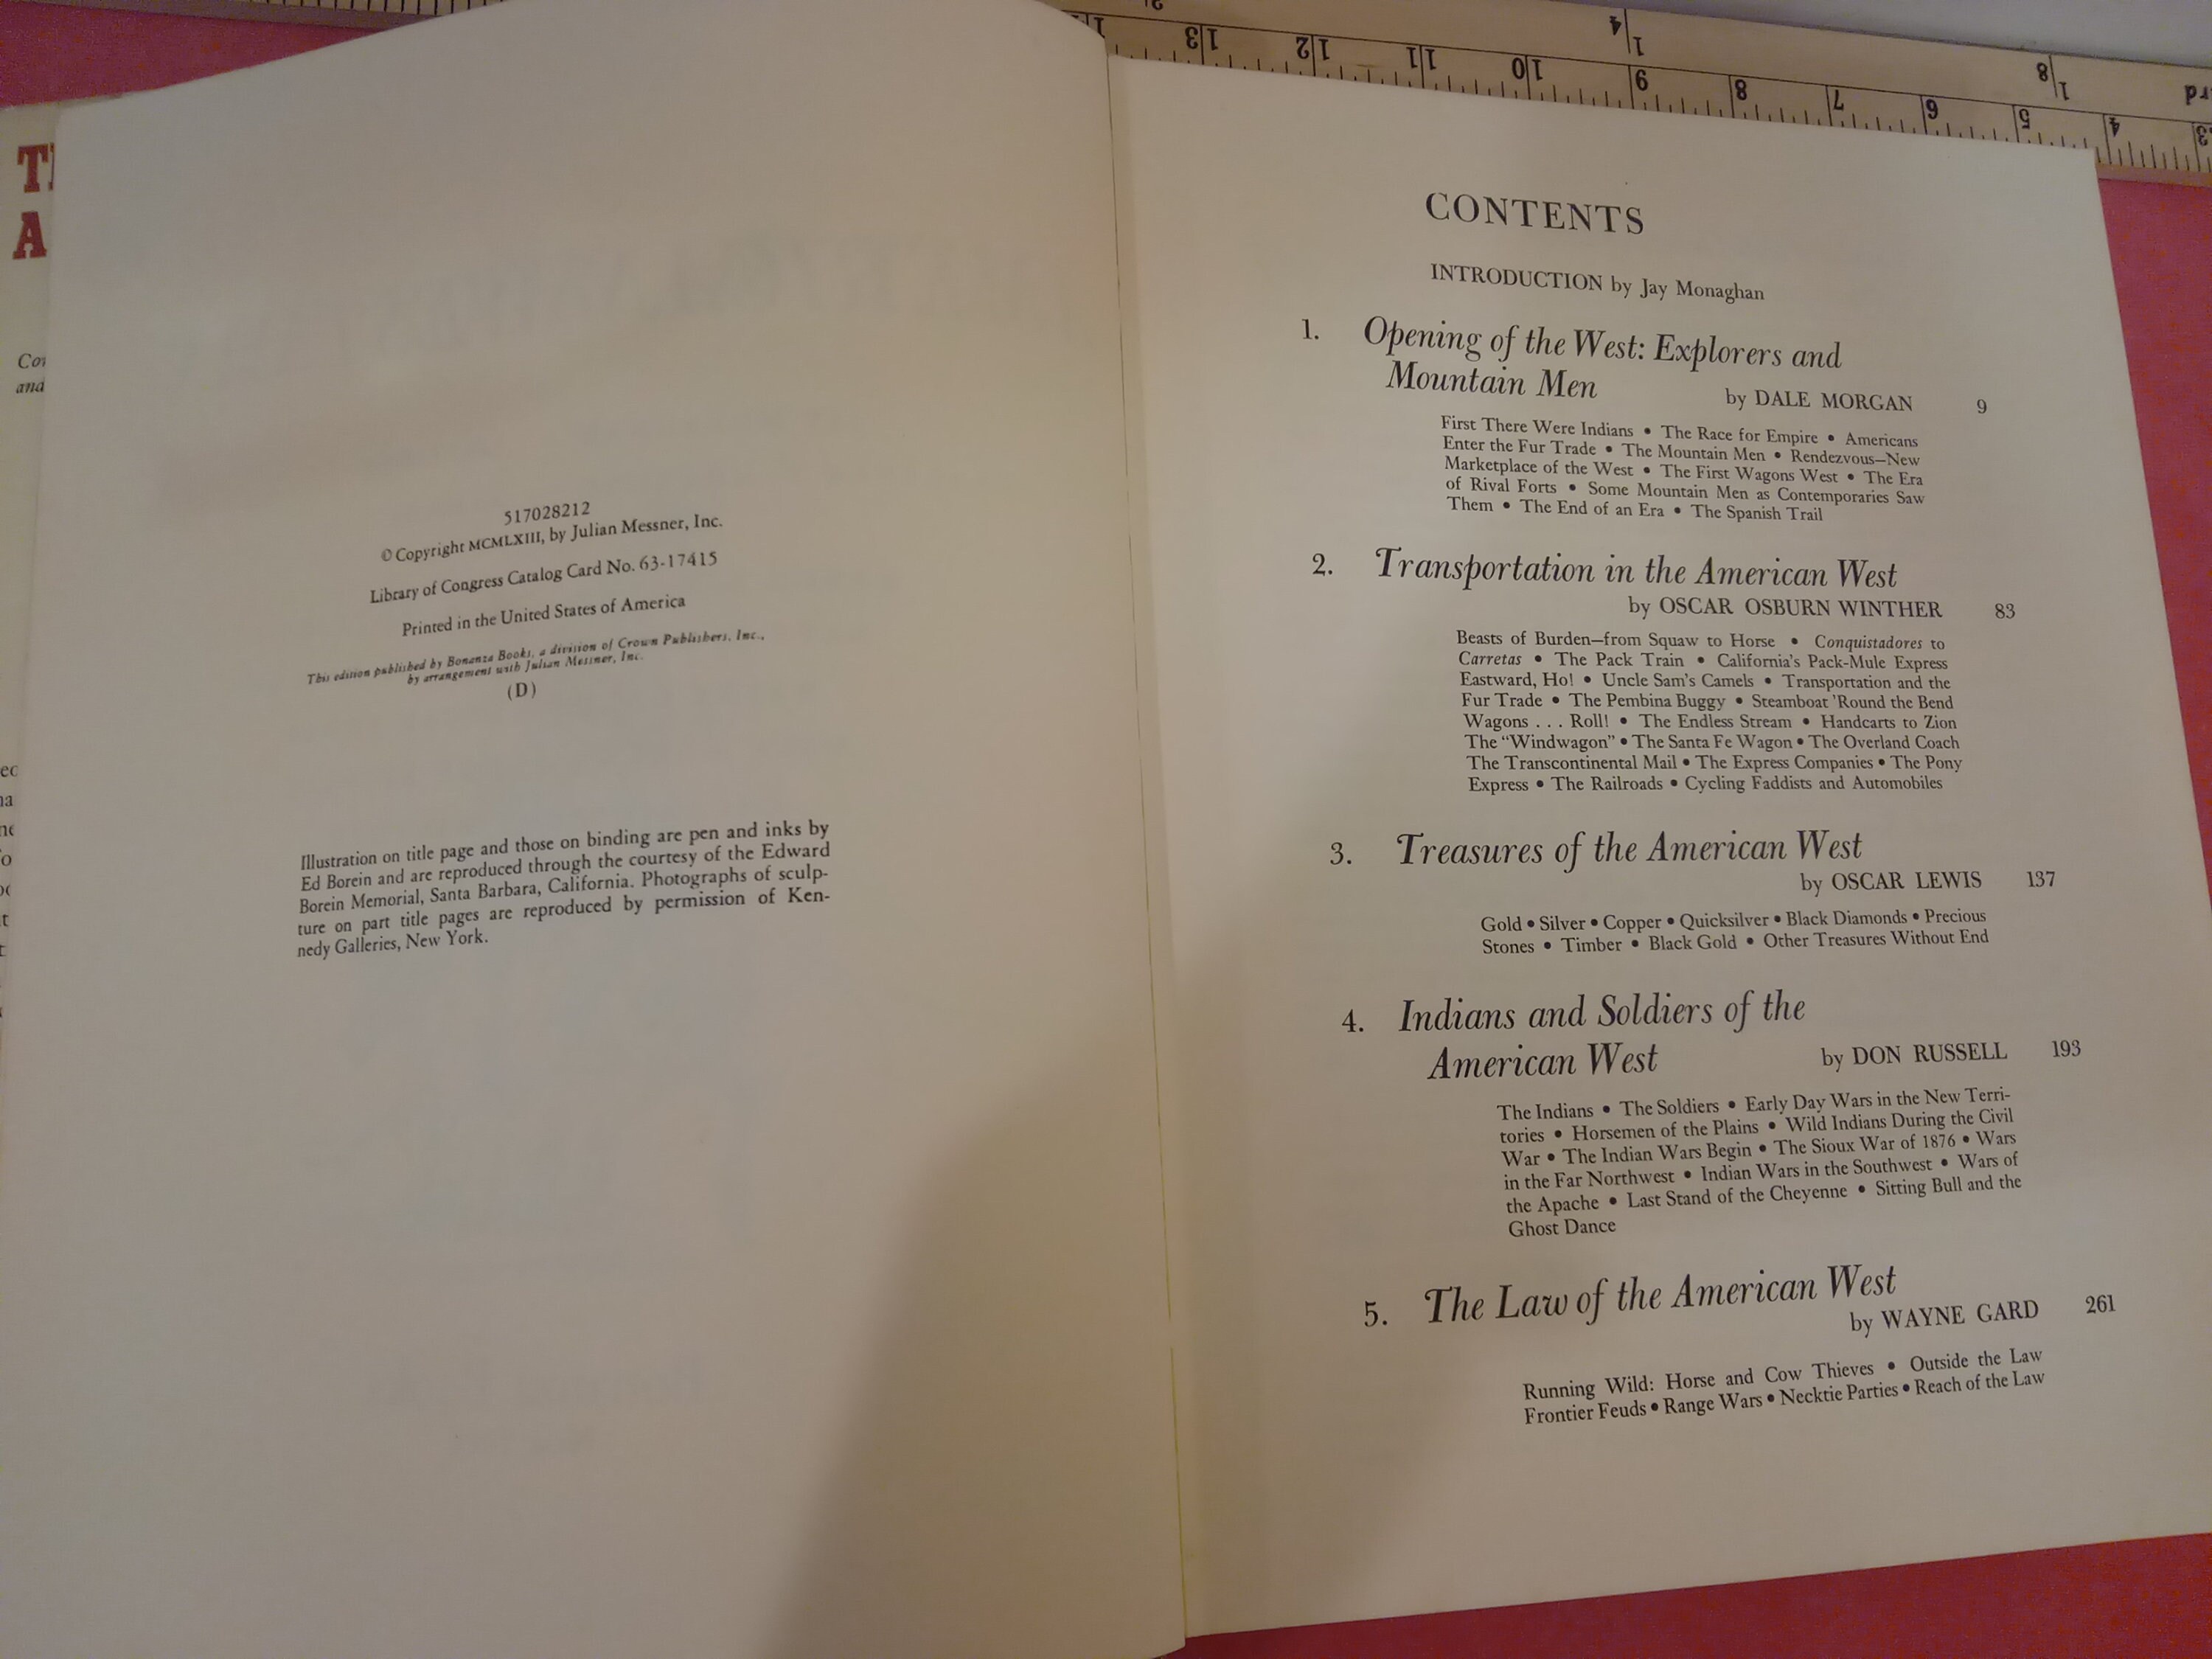 517028212
© Copyright MCMLXIII, by Julian Messner, Inc.
Library of Congress Catalog Card No. 63-17415
Printed in the United States of America
This edition published by Bonanza Books, a division of Crown Publishers, Inc.,
by arrangement with Julian Messner, Inc.
(D)
Illustration on title page and those on binding are pen and inks by
Ed Borein and are reproduced through the courtesy of the Edward
Borein Memorial, Santa Barbara, California. Photographs of sculp-
ture on part title pages are reproduced by permission of Ken-
nedy Galleries, New York.
13 12 11 10 9 8 7 6 5 4 3
1/4 1/8
CONTENTS
INTRODUCTION by Jay Monaghan
1. Opening of the West: Explorers and
Mountain Men by DALE MORGAN 9
First There Were Indians • The Race for Empire • Americans
Enter the Fur Trade • The Mountain Men • Rendezvous—New
Marketplace of the West • The First Wagons West • The Era
of Rival Forts • Some Mountain Men as Contemporaries Saw
Them • The End of an Era • The Spanish Trail
2. Transportation in the American West
by OSCAR OSBURN WINTHER 83
Beasts of Burden—from Squaw to Horse • Conquistadores to
Carretas • The Pack Train • California's Pack-Mule Express
Eastward, Ho! • Uncle Sam's Camels • Transportation and the
Fur Trade • The Pembina Buggy • Steamboat 'Round the Bend
Wagons . . . Roll! • The Endless Stream • Handcarts to Zion
The "Windwagon" • The Santa Fe Wagon • The Overland Coach
The Transcontinental Mail • The Express Companies • The Pony
Express • The Railroads • Cycling Faddists and Automobiles
3. Treasures of the American West
by OSCAR LEWIS 137
Gold • Silver • Copper • Quicksilver • Black Diamonds • Precious
Stones • Timber • Black Gold • Other Treasures Without End
4. Indians and Soldiers of the
American West by DON RUSSELL 193
The Indians • The Soldiers • Early Day Wars in the New Terri-
tories • Horsemen of the Plains • Wild Indians During the Civil
War • The Indian Wars Begin • The Sioux War of 1876 • Wars
in the Far Northwest • Indian Wars in the Southwest • Wars of
the Apache • Last Stand of the Cheyenne • Sitting Bull and the
Ghost Dance
5. The Law of the American West
by WAYNE GARD 261
Running Wild: Horse and Cow Thieves • Outside the Law
Frontier Feuds • Range Wars • Necktie Parties • Reach of the Law